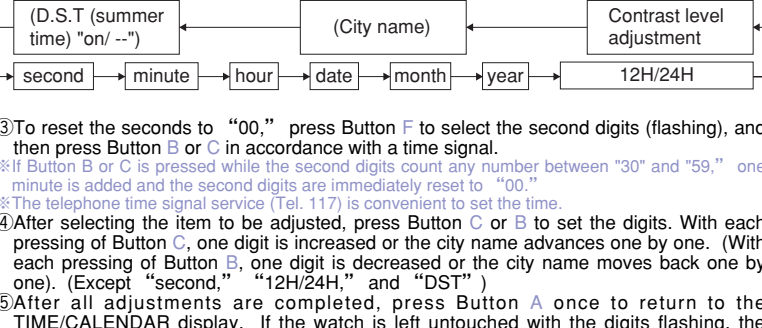 (D.S.T (summer
time) "on/ --")
(City name)
Contrast level
adjustment
second
minute
hour
date
month
year
12H/24H
③To reset the seconds to “00,” press Button F to select the second digits (flashing), and
then press Button B or C in accordance with a time signal.
※If Button B or C is pressed while the second digits count any number between "30" and "59,” one
minute is added and the second digits are immediately reset to “00.”
※The telephone time signal service (Tel. 117) is convenient to set the time.
④After selecting the item to be adjusted, press Button C or B to set the digits. With each
pressing of Button C, one digit is increased or the city name advances one by one. (With
each pressing of Button B, one digit is decreased or the city name moves back one by
one). (Except “second,” “12H/24H,” and “DST”)
⑤After all adjustments are completed, press Button A once to return to the
TIME/CALENDAR display. If the watch is left untouched with the digits flashing, the